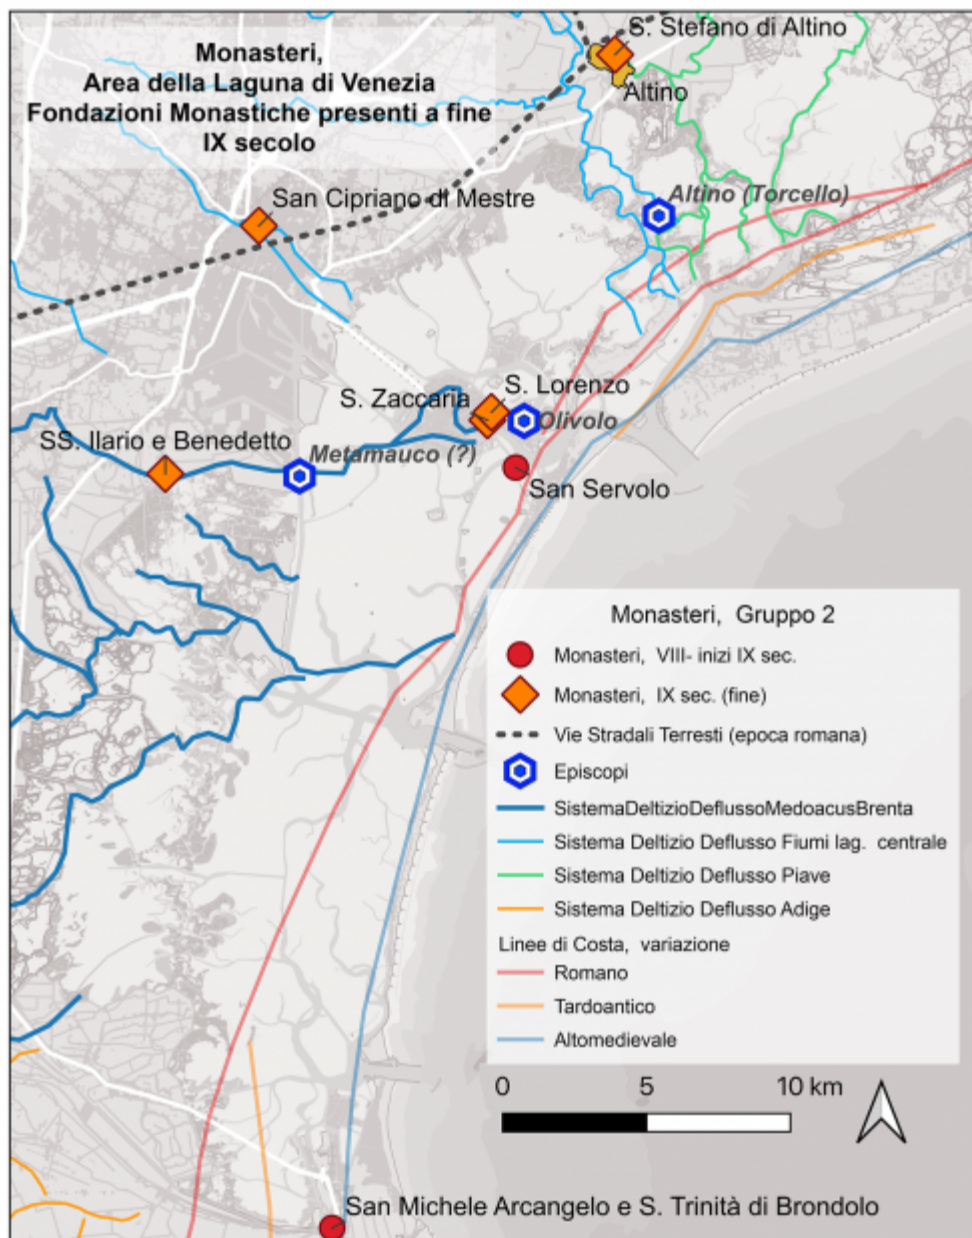 Monasteri,
Area della Laguna di Venezia
Fondazioni Monastiche presenti a fine
IX secolo
S. Stefano di Altino
Altino
San Cipriano di Mestre
Altino (Torcello)
S. Lorenzo
S. Zaccaria
Olivolo
SS. Ilario e Benedetto
Metamauco (?)
San Servolo
Monasteri, Gruppo 2
Monasteri, VIII- inizi IX sec.
Monasteri, IX sec. (fine)
Vie Stradali Terresti (epoca romana)
Episcopi
SistemaDeltizioDeflussoMedoacusBrenta
Sistema Deltizio Deflusso Fiumi lag. centrale
Sistema Deltizio Deflusso Piave
Sistema Deltizio Deflusso Adige
Linee di Costa, variazione
Romano
Tardoantico
Altomedievale
0 5 10 km
San Michele Arcangelo e S. Trinità di Brondolo